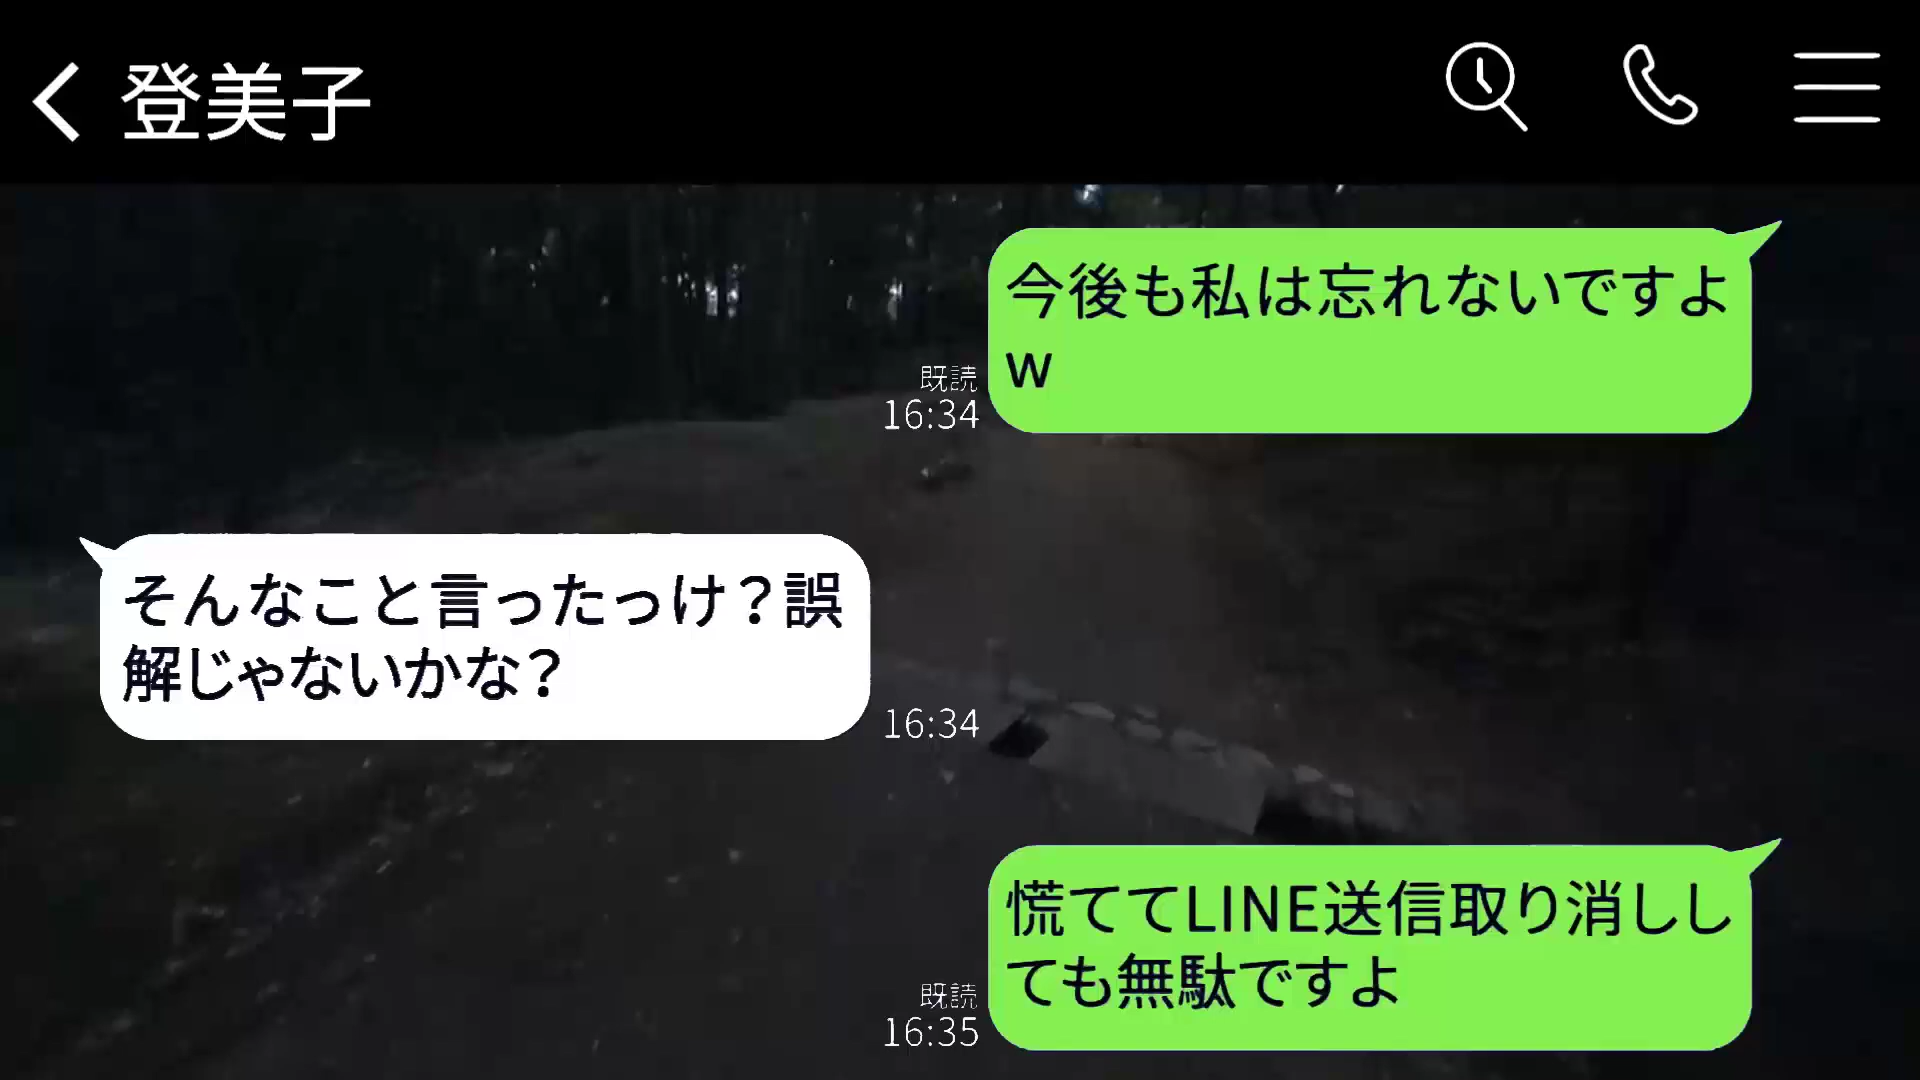 登美子
今後も私は忘れないですよ
w
既読
16:34
そんなこと言ったっけ？誤
解じゃないかな？
16:34
慌ててLINE送信取り消しし
ても無駄ですよ
既読
16:35